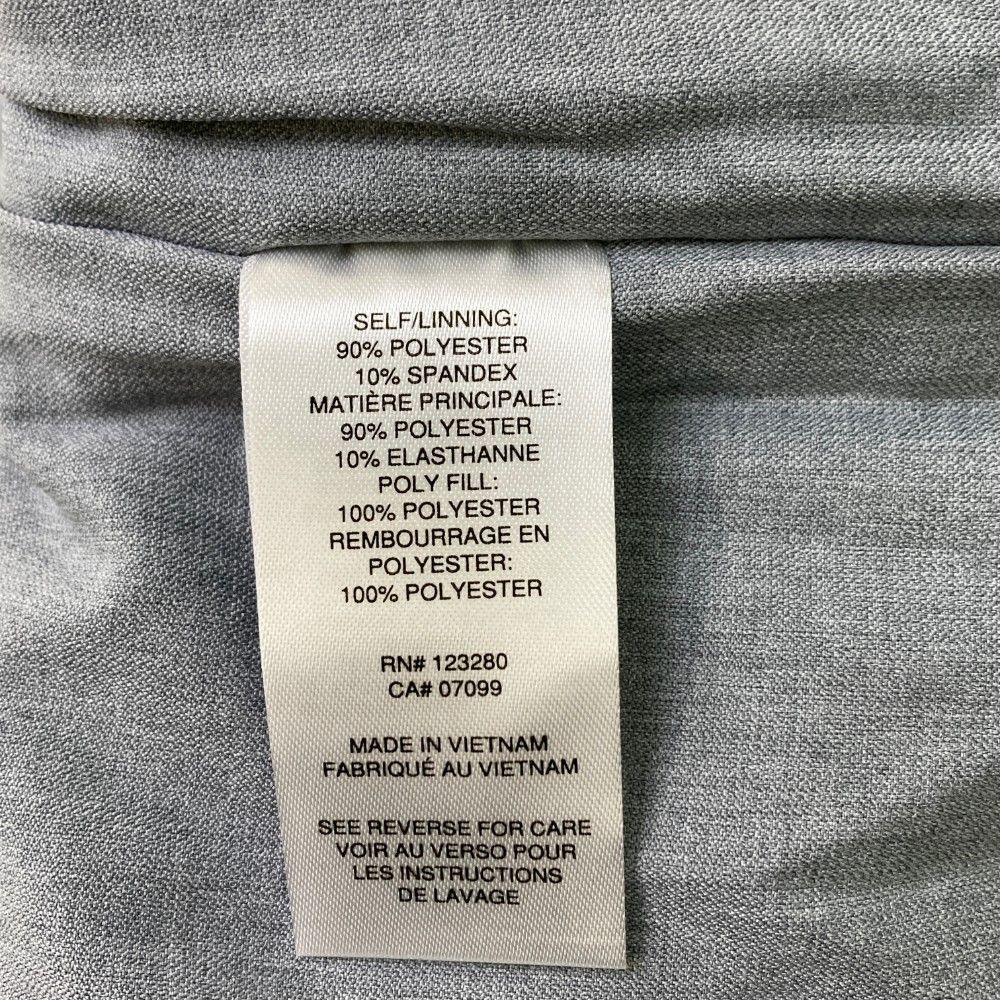 SELF/LINNING:
90% POLYESTER
10% SPANDEX
MATIÈRE PRINCIPALE:
90% POLYESTER
10% ELASTHANNE
POLY FILL:
100% POLYESTER
REMBOURRAGE EN
POLYESTER:
100% POLYESTER
RN# 123280
CA# 07099
MADE IN VIETNAM
FABRIQUÉ AU VIETNAM
SEE REVERSE FOR CARE
VOIR AU VERSO POUR
LES INSTRUCTIONS
DE LAVAGE